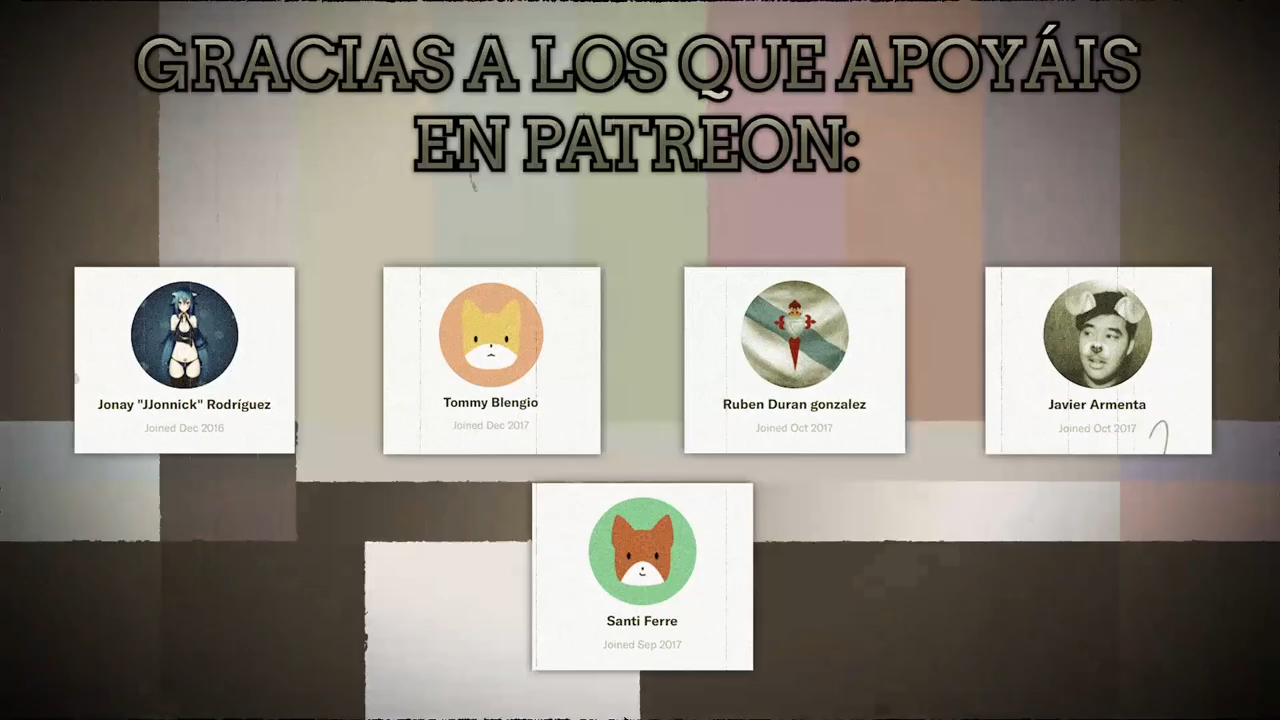 GRACIAS A LOS QUE APOYÁIS
EN PATREON:
Jonay "JJonnick" Rodríguez
Joined Dec 2016
Tommy Blengio
Joined Dec 2017
Ruben Duran gonzalez
Joined Oct 2017
Javier Armenta
Joined Oct 2017
Santi Ferre
Joined Sep 2017